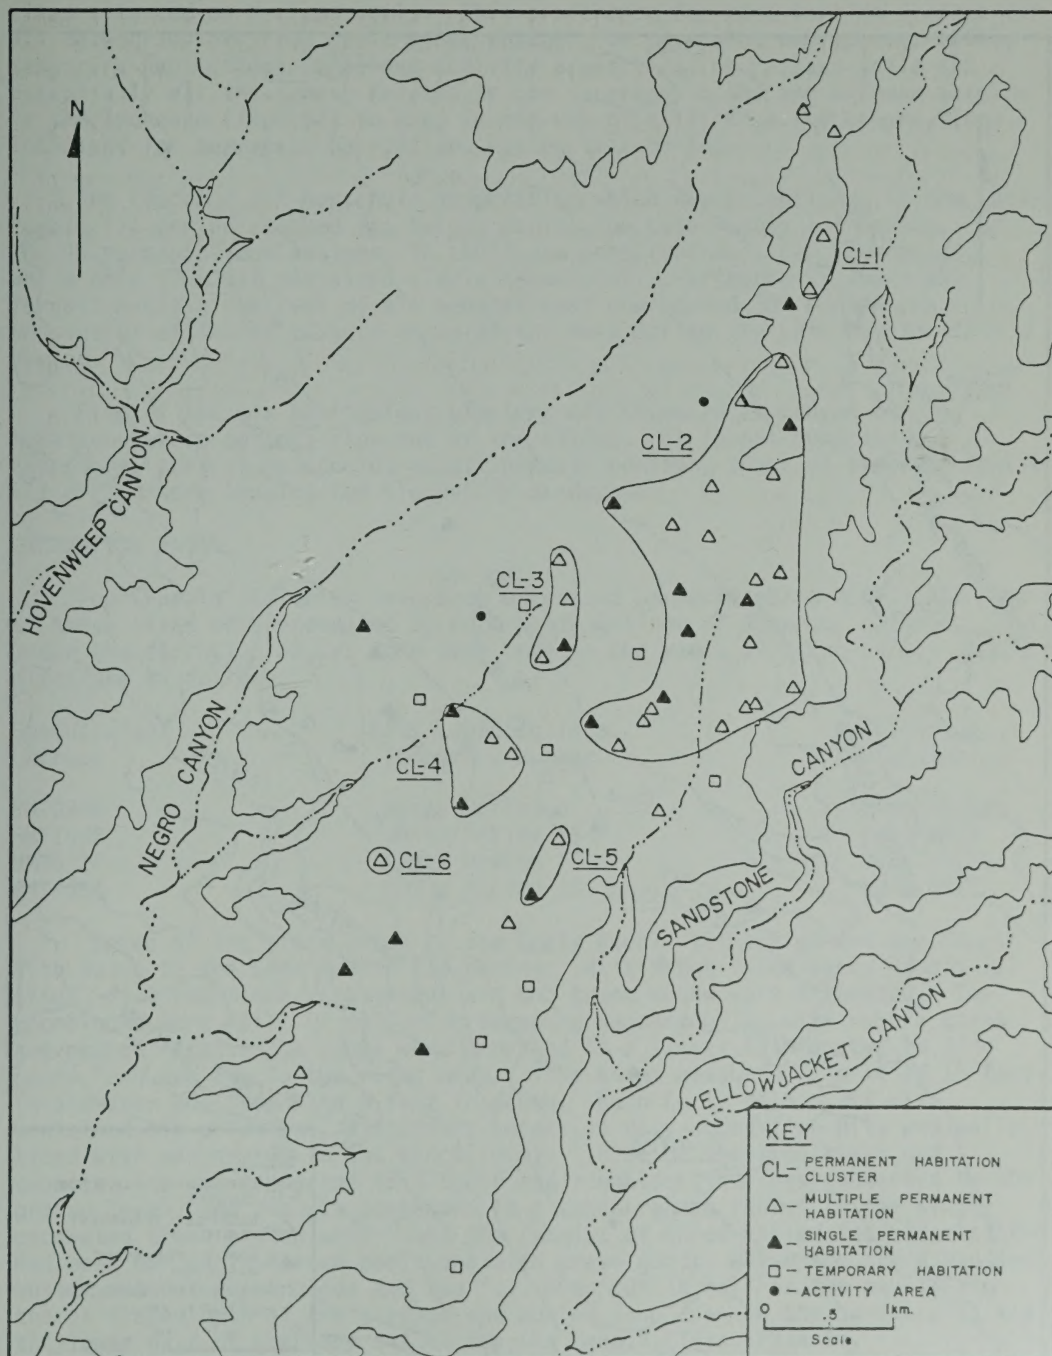 N
CL-1
CL-2
HOVENWEEP CANYON
CL-3
NEGRO CANYON
CL-4
CANYON
CL-6
CL-5
SANDSTONE
YELLOWJACKET CANYON
KEY
CL- PERMANENT HABITATION
CLUSTER
△ - MULTIPLE PERMANENT
HABITATION
▲ - SINGLE PERMANENT
HABITATION
□ - TEMPORARY HABITATION
● - ACTIVITY AREA
0 .5 1km.
Scale